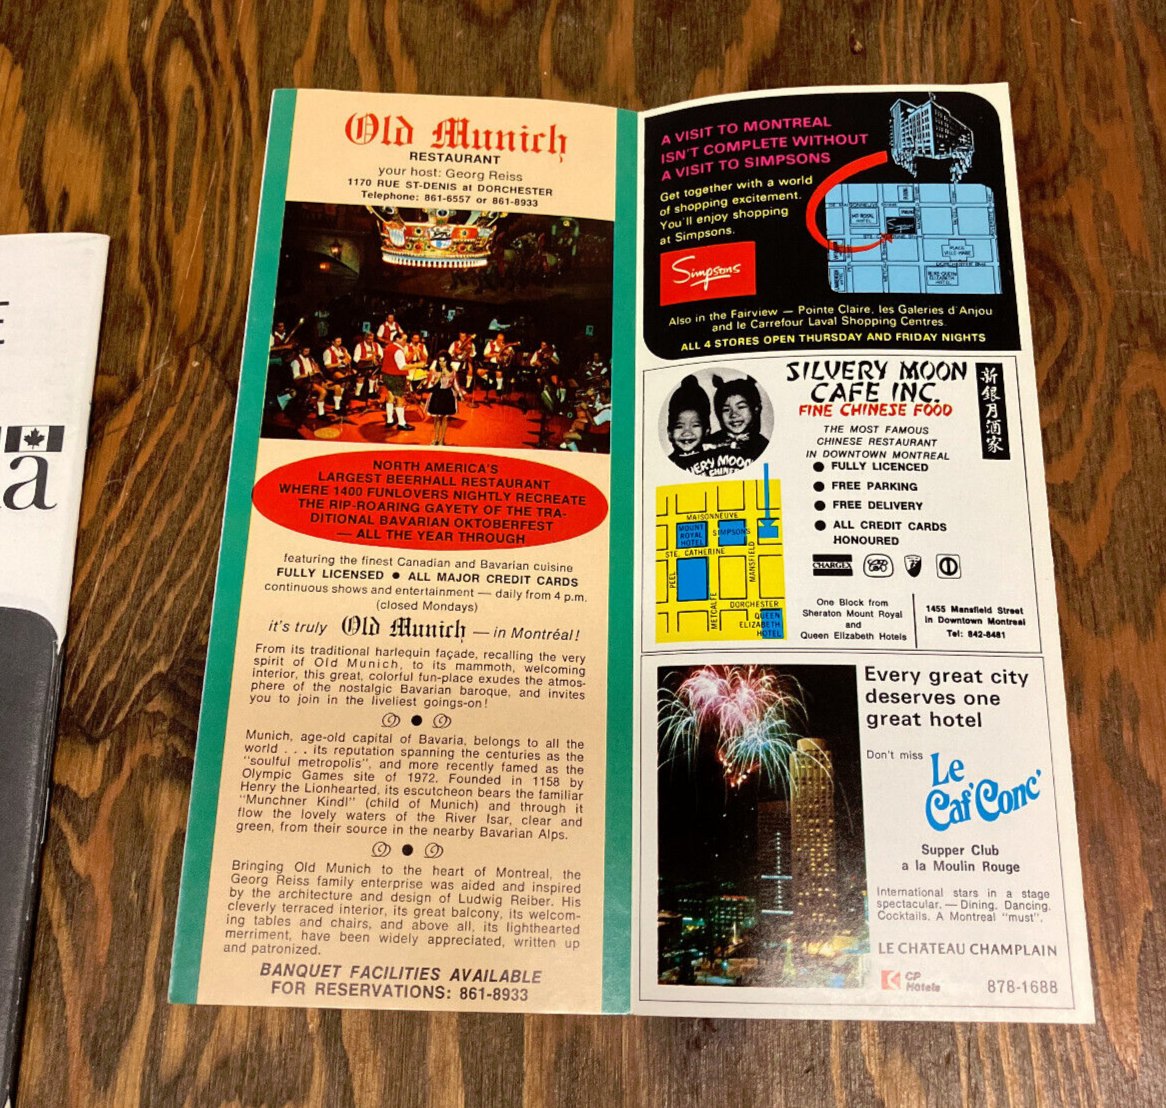 Old Munich
RESTAURANT
your host: Georg Reiss
1170 RUE ST-DENIS at DORCHESTER
Telephone: 861-6557 or 861-8933
NORTH AMERICA'S
LARGEST BEERHALL RESTAURANT
WHERE 1400 FUNLOVERS NIGHTLY RECREATE
THE RIP-ROARING GAYETY OF THE TRA-
DITIONAL BAVARIAN OKTOBERFEST
— ALL THE YEAR THROUGH
featuring the finest Canadian and Bavarian cuisine
FULLY LICENSED ● ALL MAJOR CREDIT CARDS
continuous shows and entertainment — daily from 4 p.m.
(closed Mondays)
it's truly Old Munich — in Montréal!
From its traditional harlequin façade, recalling the very
spirit of Old Munich, to its mammoth, welcoming
interior, this great, colorful fun-place exudes the atmos-
phere of the nostalgic Bavarian baroque, and invites
you to join in the liveliest goings-on!
Munich, age-old capital of Bavaria, belongs to all the
world . . . its reputation spanning the centuries as the
"soulful metropolis", and more recently famed as the
Olympic Games site of 1972. Founded in 1158 by
Henry the Lionhearted, its escutcheon bears the familiar
"Munchner Kindl" (child of Munich) and through it
flow the lovely waters of the River Isar, clear and
green, from their source in the nearby Bavarian Alps.
Bringing Old Munich to the heart of Montreal, the
Georg Reiss family enterprise was aided and inspired
by the architecture and design of Ludwig Reiber. His
cleverly terraced interior, its great balcony, its welcom-
ing tables and chairs, and above all, its lighthearted
merriment, have been widely appreciated, written up
and patronized.
BANQUET FACILITIES AVAILABLE
FOR RESERVATIONS: 861-8933
A VISIT TO MONTREAL
ISN'T COMPLETE WITHOUT
A VISIT TO SIMPSONS
Get together with a world
of shopping excitement.
You'll enjoy shopping
at Simpsons.
Simpsons
MT ROYAL
HOTEL
PLACE
VILLE MARIE
QUEEN
ELIZABETH
HOTEL
Also in the Fairview — Pointe Claire, les Galeries d'Anjou
and le Carrefour Laval Shopping Centres.
ALL 4 STORES OPEN THURSDAY AND FRIDAY NIGHTS
SILVERY MOON
CAFE INC.
FINE CHINESE FOOD
新銀月酒家
THE MOST FAMOUS
CHINESE RESTAURANT
IN DOWNTOWN MONTREAL
● FULLY LICENCED
● FREE PARKING
● FREE DELIVERY
● ALL CREDIT CARDS
HONOURED
CHARGEX
MAISONNEUVE
MOUNT
ROYAL
HOTEL
SIMPSONS
STE CATHERINE
PEEL
METCALFE
MANSFIELD
DORCHESTER
QUEEN
ELIZABETH
HOTEL
One Block from
Sheraton Mount Royal
and
Queen Elizabeth Hotels
1455 Mansfield Street
in Downtown Montreal
Tel: 842-8481
Every great city
deserves one
great hotel
Don't miss
Le
Caf'Conc'
Supper Club
a la Moulin Rouge
International stars in a stage
spectacular. — Dining. Dancing.
Cocktails. A Montreal "must".
LE CHATEAU CHAMPLAIN
CP
Hotels
878-1688